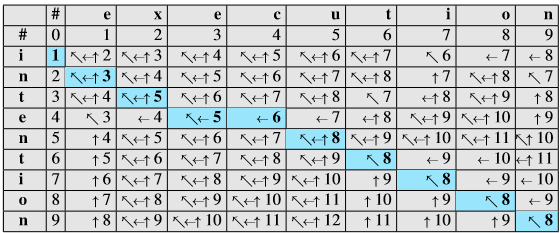 # e x e c u t i o n
# 0 1 2 3 4 5 6 7 8 9
i 1 ↖←↑ 2 ↖←↑ 3 ↖←↑ 4 ↖←↑ 5 ↖←↑ 6 ↖←↑ 7 ↖ 6 ← 7 ← 8
n 2 ↖←↑ 3 ↖←↑ 4 ↖←↑ 5 ↖←↑ 6 ↖←↑ 7 ↖←↑ 8 ↑ 7 ↖←↑ 8 ↖ 7
t 3 ↖←↑ 4 ↖←↑ 5 ↖←↑ 6 ↖←↑ 7 ↖←↑ 8 ↖ 7 ←↑ 8 ↖←↑ 9 ↑ 8
e 4 ↖ 3 ← 4 ↖← 5 ← 6 ← 7 ←↑ 8 ↖←↑ 9 ↖←↑ 10 ↑ 9
n 5 ↑ 4 ↖←↑ 5 ↖←↑ 6 ↖←↑ 7 ↖←↑ 8 ↖←↑ 9 ↖←↑ 10 ↖←↑ 11 ↖↑ 10
t 6 ↑ 5 ↖←↑ 6 ↖←↑ 7 ↖←↑ 8 ↖←↑ 9 ↖ 8 ← 9 ← 10 ←↑ 11
i 7 ↑ 6 ↖←↑ 7 ↖←↑ 8 ↖←↑ 9 ↖←↑ 10 ↑ 9 ↖ 8 ← 9 ← 10
o 8 ↑ 7 ↖←↑ 8 ↖←↑ 9 ↖←↑ 10 ↖←↑ 11 ↑ 10 ↑ 9 ↖ 8 ← 9
n 9 ↑ 8 ↖←↑ 9 ↖←↑ 10 ↖←↑ 11 ↖←↑ 12 ↑ 11 ↑ 10 ↑ 9 ↖ 8